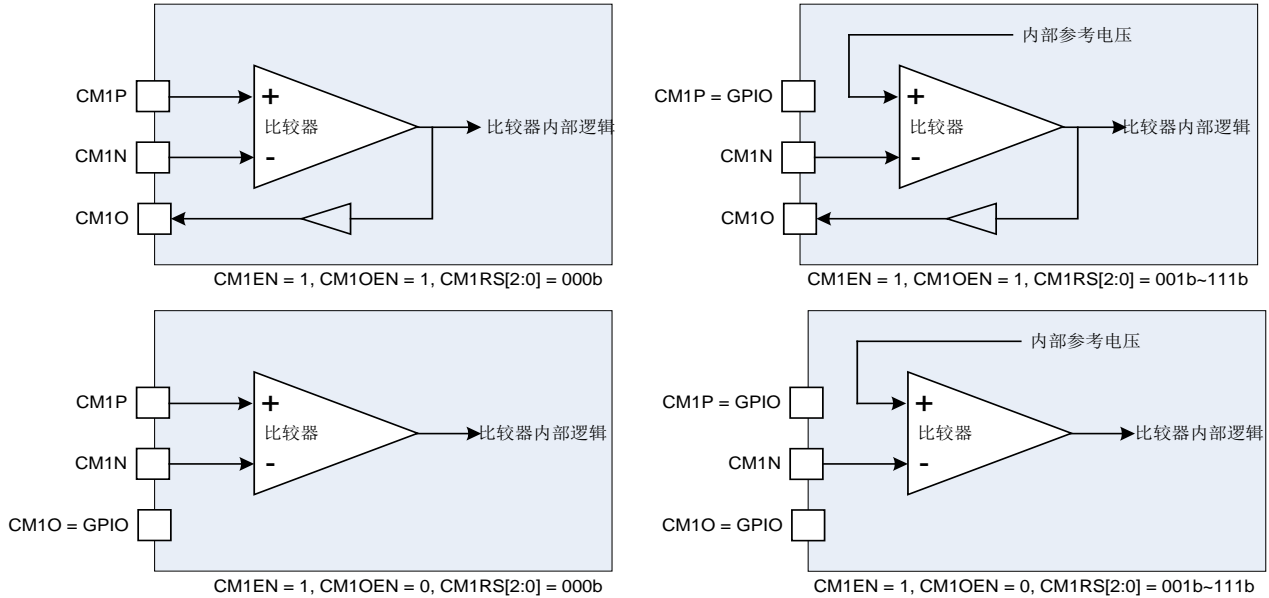 CM1P
+
比较器
比较器内部逻辑
CM1N
-
CM1O
CM1EN = 1, CM1OEN = 1, CM1RS[2:0] = 000b
内部参考电压
CM1P = GPIO
+
比较器
比较器内部逻辑
CM1N
-
CM1O
CM1EN = 1, CM1OEN = 1, CM1RS[2:0] = 001b~111b
CM1P
+
比较器
比较器内部逻辑
CM1N
-
CM1O = GPIO
CM1EN = 1, CM1OEN = 0, CM1RS[2:0] = 000b
内部参考电压
CM1P = GPIO
+
比较器
比较器内部逻辑
CM1N
-
CM1O = GPIO
CM1EN = 1, CM1OEN = 0, CM1RS[2:0] = 001b~111b